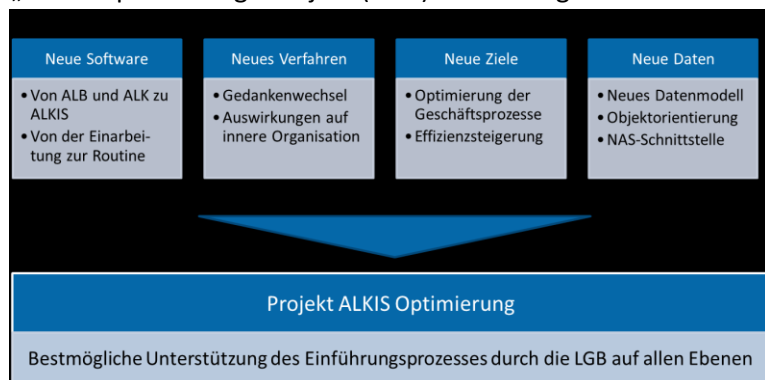 Neue Software
• Von ALB und ALK zu
ALKIS
• Von der Einarbei-
tung zur Routine
Neues Verfahren
• Gedankenwechsel
• Auswirkungen auf
innere Organisation
Neue Ziele
• Optimierung der
Geschäftsprozesse
• Effizienzsteigerung
Neue Daten
• Neues Datenmodell
• Objektorientierung
• NAS-Schnittstelle
Projekt ALKIS Optimierung
Bestmögliche Unterstützung des Einführungsprozesses durch die LGB auf allen Ebenen